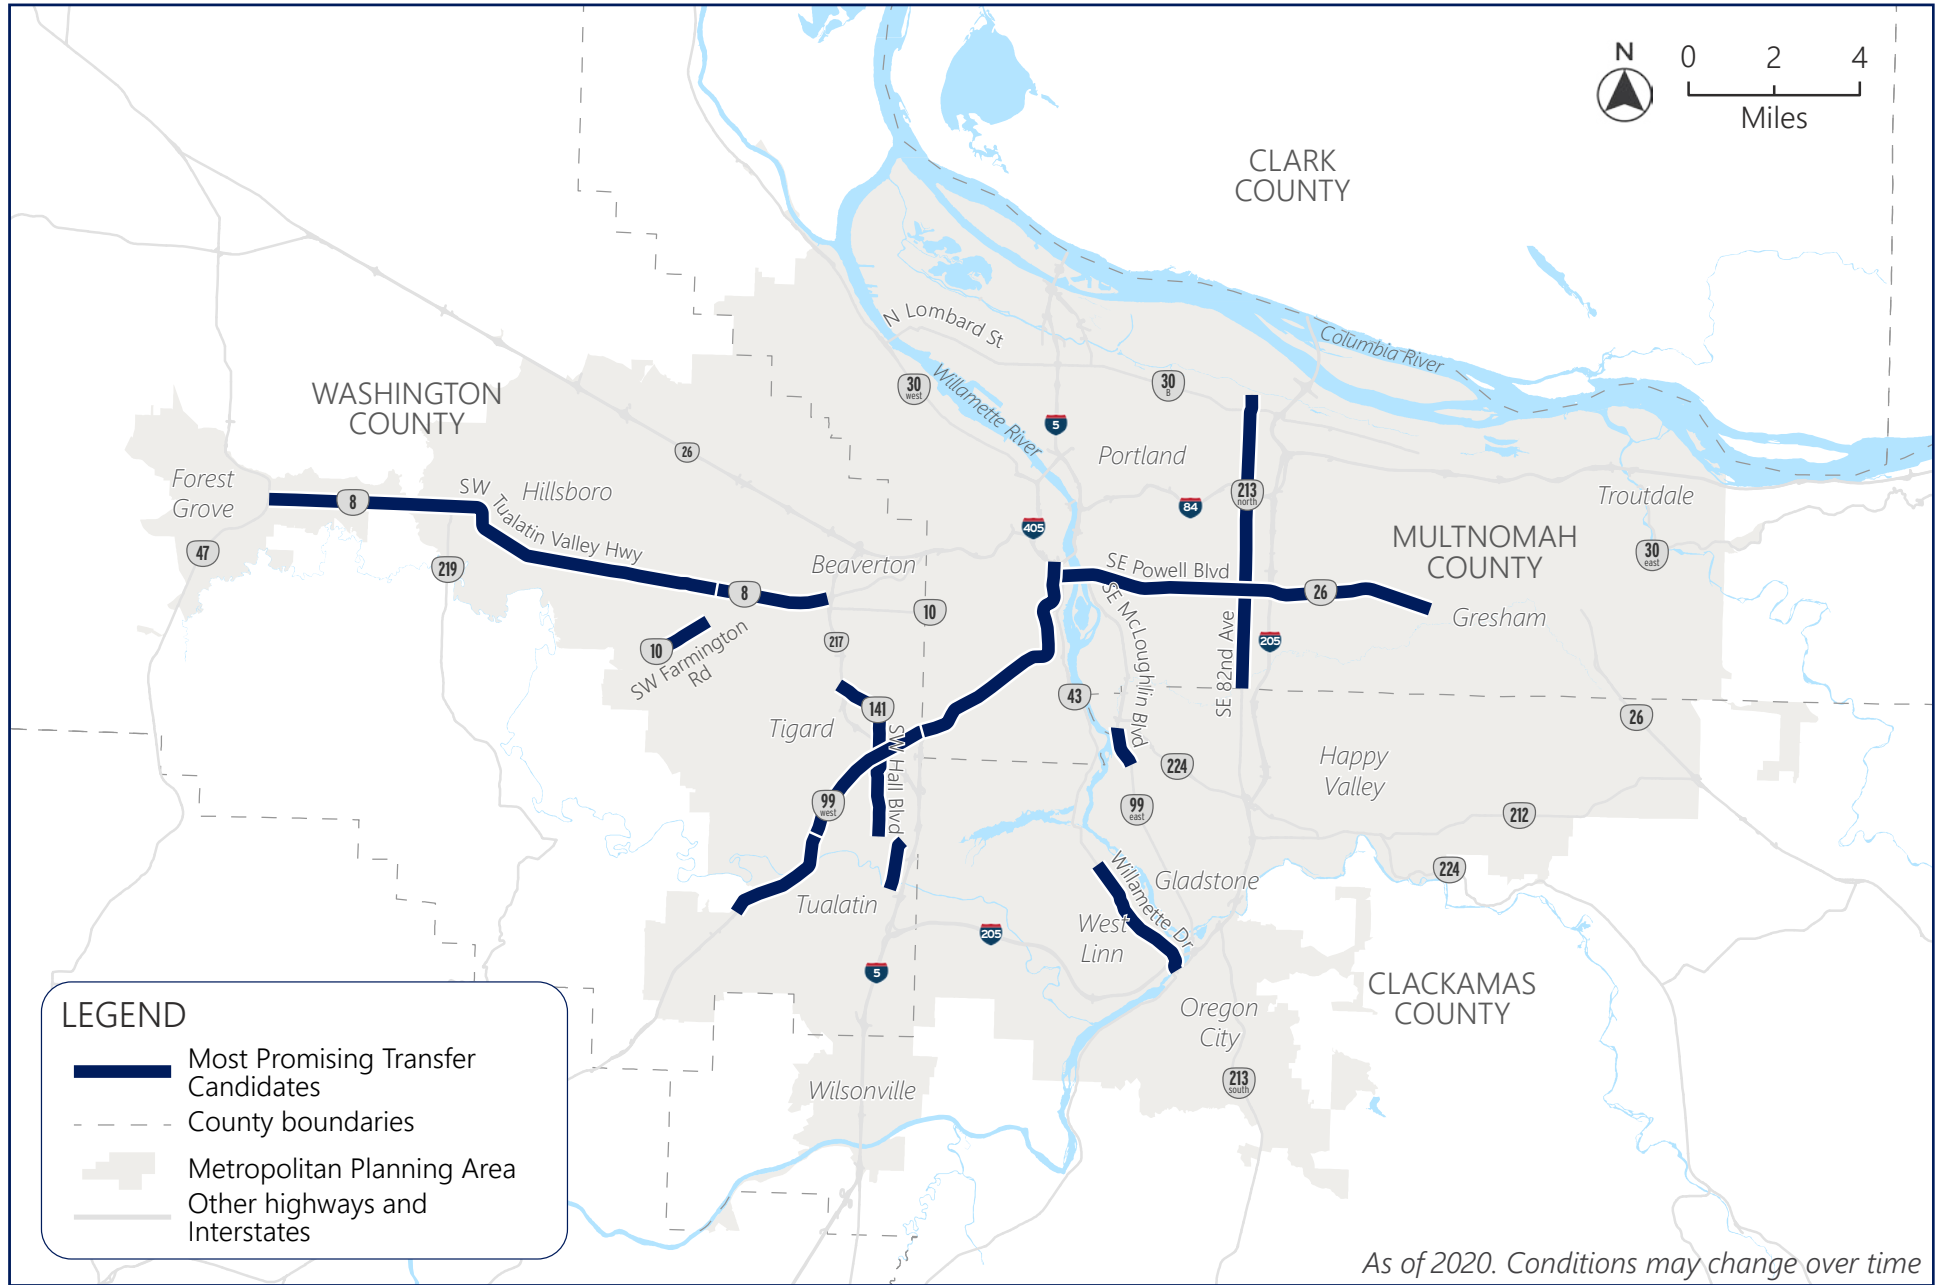 N
0 2 4
Miles
CLARK
COUNTY
N Lombard St
Columbia River
WASHINGTON
COUNTY
30
west
Willamette River
30
B
5
Portland
26
Forest
Grove
8
SW Tualatin Valley Hwy
Hillsboro
213
north
84
Troutdale
405
MULTNOMAH
COUNTY
47
219
Beaverton
SE Powell Blvd
30
east
8
10
26
Gresham
10
SW Farmington
Rd
217
SE McLoughlin Blvd
SE 82nd Ave
205
43
141
Tigard
SW Hall Blvd
26
224
Happy
Valley
99
west
99
east
212
Willamette Dr
Gladstone
224
Tualatin
West
Linn
205
5
CLACKAMAS
COUNTY
Oregon
City
213
south
Wilsonville
LEGEND
Most Promising Transfer
Candidates
County boundaries
Metropolitan Planning Area
Other highways and
Interstates
As of 2020. Conditions may change over time